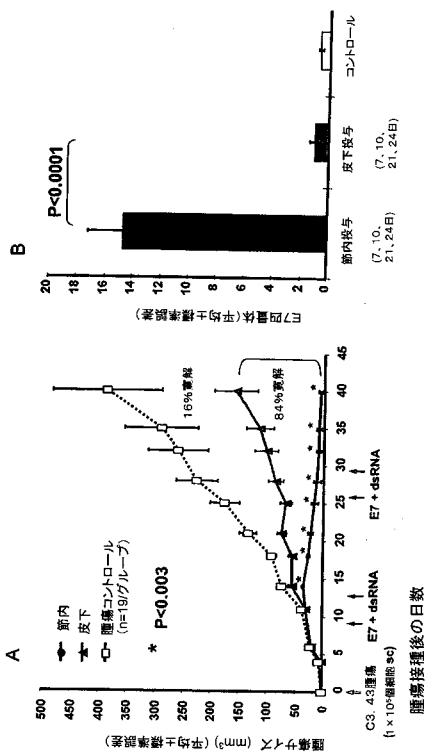 A
腫瘍サイズ (mm³) (平均±標準誤差)
500
450
400
350
300
250
200
150
100
50
0
節内
皮下
腫瘍コントロール
(n=19/グループ)
* P<0.003
16%寛解
84%寛解
* * * * * * * *
0 5 10 15 20 25 30 35 40 45
C3. 43腫瘍
(1 × 10⁵個細胞 sc)
E7 + dsRNA
E7 + dsRNA
腫瘍接種後の日数
B
E7四量体(平均±標準誤差)
20
18
16
14
12
10
8
6
4
2
0
P<0.0001
節内投与
(7、10、
21、24日)
皮下投与
(7、10、
21、24日)
コントロール